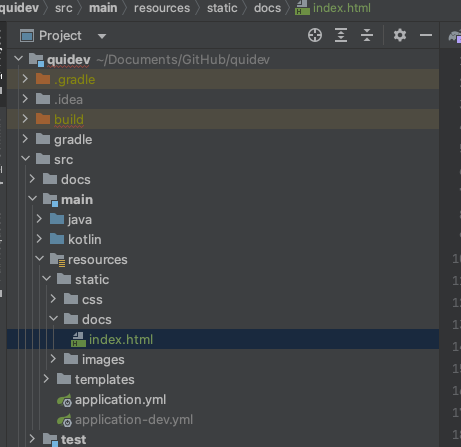 quidev › src › main › resources › static › docs › index.html
Project
quidev ~/Documents/GitHub/quidev
.gradle
.idea
build
gradle
src
docs
main
java
kotlin
resources
static
css
docs
index.html
images
templates
application.yml
application-dev.yml
test